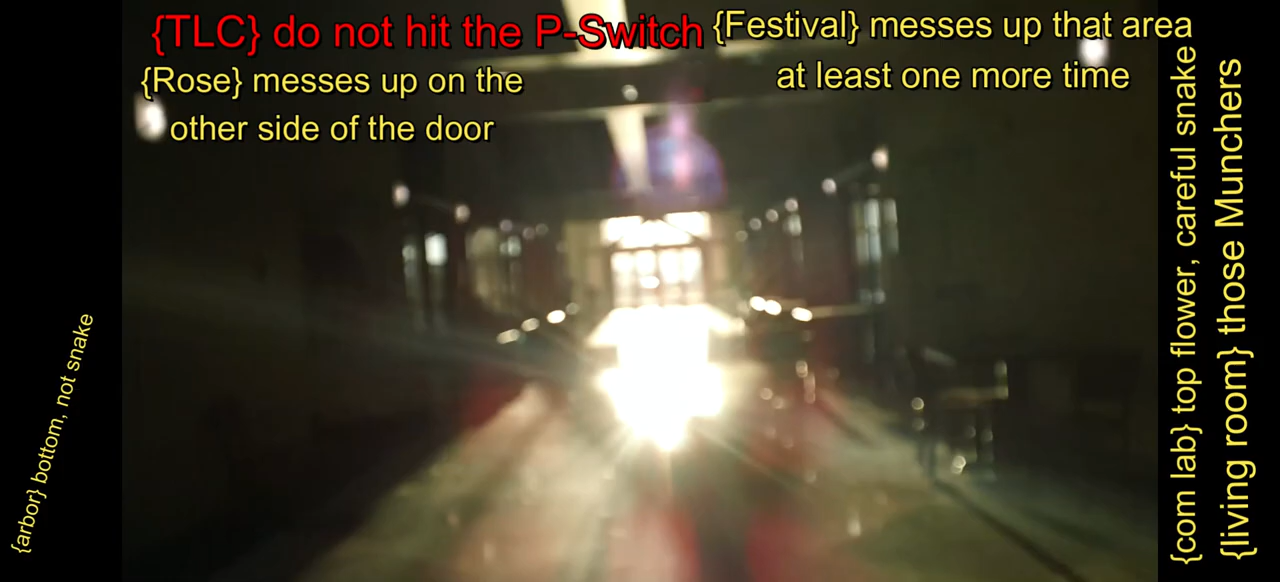 {TLC} do not hit the P-Switch
{Festival} messes up that area
at least one more time
{Rose} messes up on the
other side of the door
{arbor} bottom, not snake
{com lab} top flower, careful snake
{living room} those Munchers